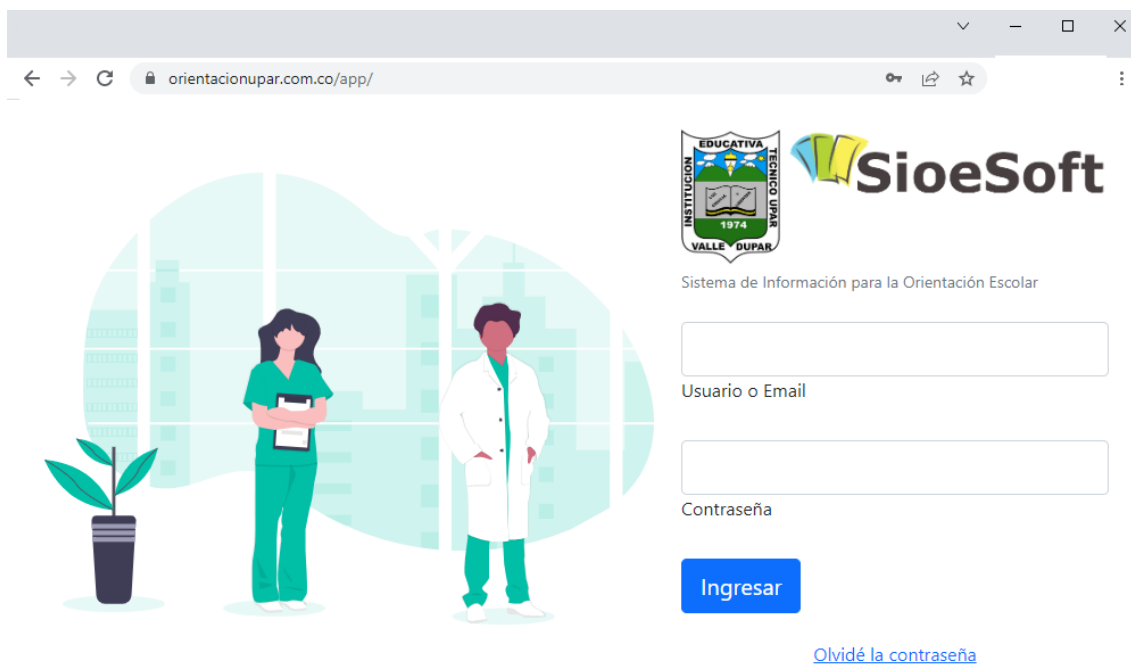 orientacionupar.com.co/app/
INSTITUCION
EDUCATIVA
TECNICO UPAR
1974
VALLE DUPAR
SioeSoft
Sistema de Información para la Orientación Escolar
Usuario o Email
Contraseña
Ingresar
Olvidé la contraseña